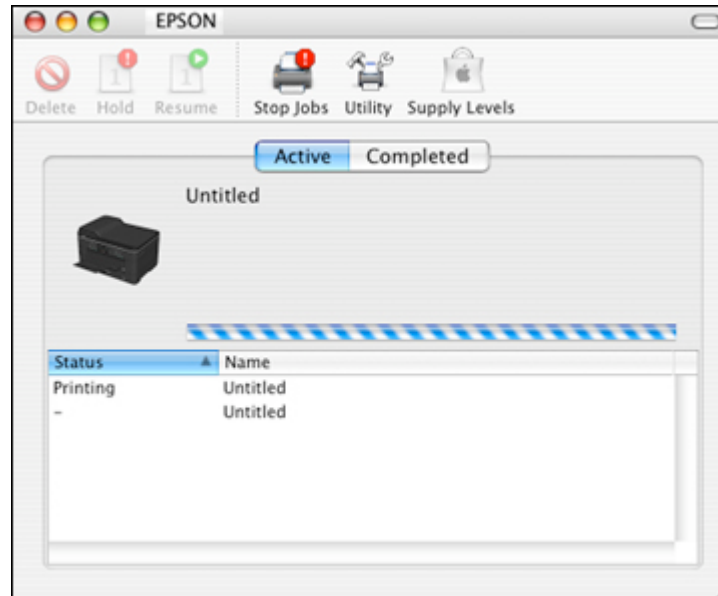 EPSON
Delete Hold Resume Stop Jobs Utility Supply Levels
Active Completed
Untitled
Status Name
Printing Untitled
- Untitled